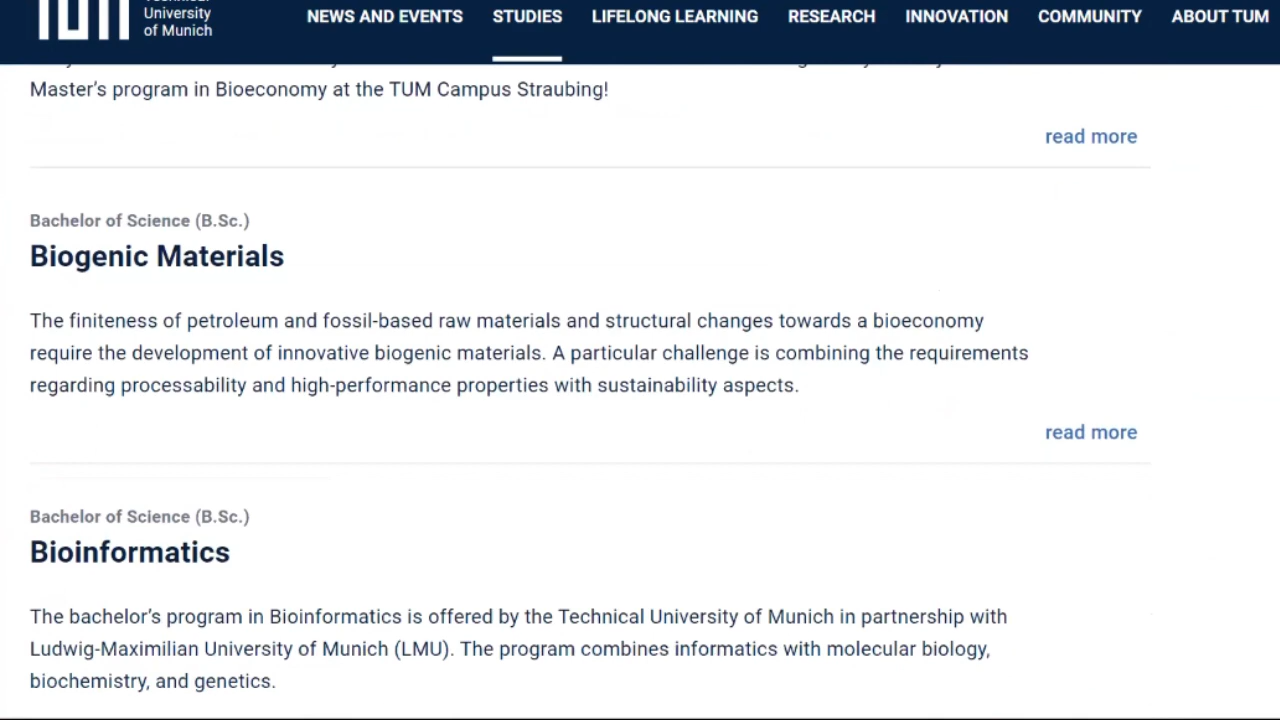 University
of Munich
NEWS AND EVENTS
STUDIES
LIFELONG LEARNING
RESEARCH
INNOVATION
COMMUNITY
ABOUT TUM
Master’s program in Bioeconomy at the TUM Campus Straubing!
read more
Bachelor of Science (B.Sc.)
Biogenic Materials
The finiteness of petroleum and fossil-based raw materials and structural changes towards a bioeconomy
require the development of innovative biogenic materials. A particular challenge is combining the requirements
regarding processability and high-performance properties with sustainability aspects.
read more
Bachelor of Science (B.Sc.)
Bioinformatics
The bachelor’s program in Bioinformatics is offered by the Technical University of Munich in partnership with
Ludwig-Maximilian University of Munich (LMU). The program combines informatics with molecular biology,
biochemistry, and genetics.